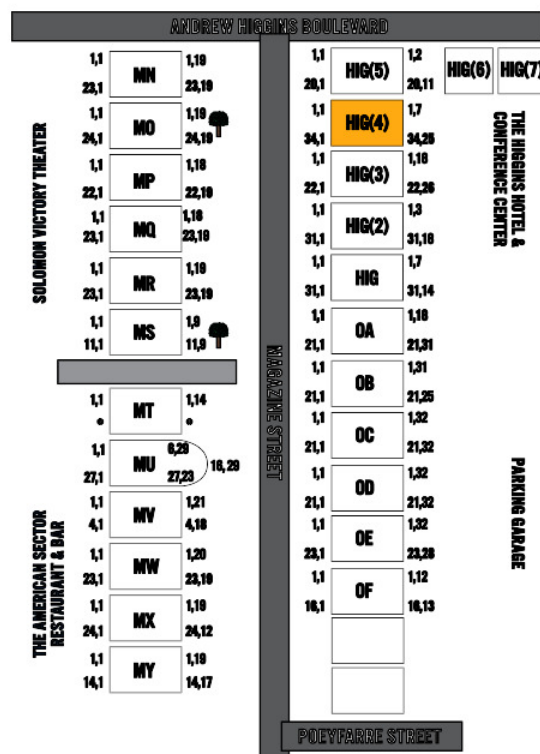 ANDREW HIGGINS BOULEVARD
1,1 MN 1,19
23,1 23,19
1,1 MO 1,19
24,1 24,19
1,1 MP 1,18
22,1 22,19
1,1 MQ 1,18
23,1 23,19
1,1 MR 1,19
23,1 23,19
1,1 MS 1,9
11,1 11,9
1,1 MT 1,14
1,1 MU 6,29
27,1 27,23 16,29
1,1 MV 1,21
4,1 4,18
1,1 MW 1,20
23,1 23,19
1,1 MX 1,19
24,1 24,12
1,1 MY 1,19
14,1 14,17
SOLOMON VICTORY THEATER
THE AMERICAN SECTOR
RESTAURANT & BAR
MAGAZINE STREET
1,1 HIG(5) 1,2
20,1 20,11
HIG(6) HIG(7)
1,1 HIG(4) 1,7
34,1 34,25
1,1 HIG(3) 1,16
22,1 22,26
1,1 HIG(2) 1,3
31,1 31,16
1,1 HIG 1,7
31,1 31,14
1,1 OA 1,16
21,1 21,31
1,1 OB 1,31
21,1 21,25
1,1 OC 1,32
21,1 21,32
1,1 OD 1,32
21,1 21,32
1,1 OE 1,32
23,1 23,28
1,1 OF 1,12
16,1 16,13
THE HIGGINS HOTEL &
CONFERENCE CENTER
PARKING GARAGE
POEYFARRE STREET